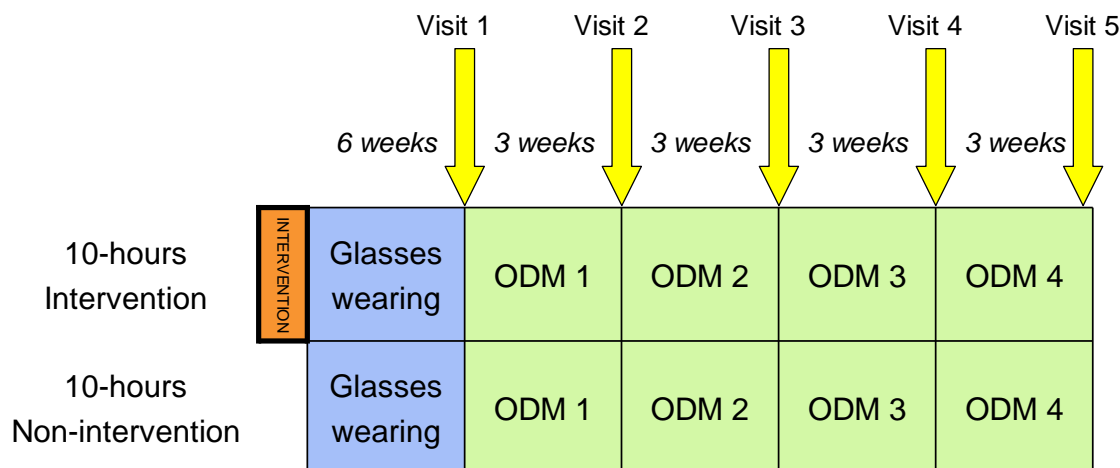 Visit 1 Visit 2 Visit 3 Visit 4 Visit 5
6 weeks 3 weeks 3 weeks 3 weeks 3 weeks
10-hours
Intervention
INTERVENTION
Glasses
wearing
ODM 1 ODM 2 ODM 3 ODM 4
10-hours
Non-intervention
Glasses
wearing
ODM 1 ODM 2 ODM 3 ODM 4